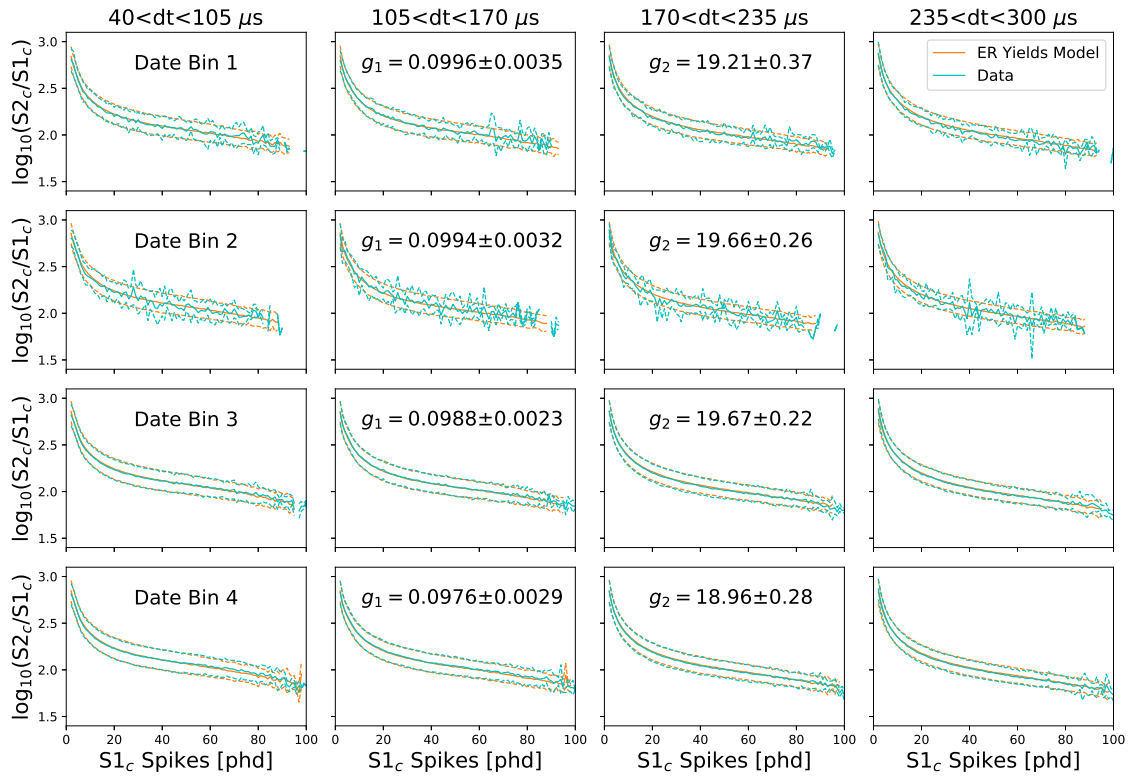 40<dt<105 μs 105<dt<170 μs 170<dt<235 μs 235<dt<300 μs
log₁₀(S2c/S1c) 3.0 2.5 2.0 1.5
Date Bin 1 g₁ = 0.0996±0.0035 g₂ = 19.21±0.37
ER Yields Model
Data
log₁₀(S2c/S1c) 3.0 2.5 2.0 1.5
Date Bin 2 g₁ = 0.0994±0.0032 g₂ = 19.66±0.26
log₁₀(S2c/S1c) 3.0 2.5 2.0 1.5
Date Bin 3 g₁ = 0.0988±0.0023 g₂ = 19.67±0.22
log₁₀(S2c/S1c) 3.0 2.5 2.0 1.5
Date Bin 4 g₁ = 0.0976±0.0029 g₂ = 18.96±0.28
0 20 40 60 80 100 0 20 40 60 80 100 0 20 40 60 80 100 0 20 40 60 80 100
S1c Spikes [phd] S1c Spikes [phd] S1c Spikes [phd] S1c Spikes [phd]